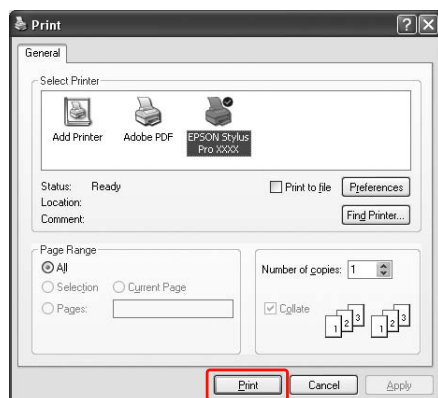 Print
General
Select Printer
Add Printer Adobe PDF EPSON Stylus
Pro XXXX
Status: Ready Print to file Preferences
Location:
Comment: Find Printer...
Page Range
All Number of copies: 1
Selection Current Page
Pages: Collate
1 2 3 1 2 3
Print Cancel Apply